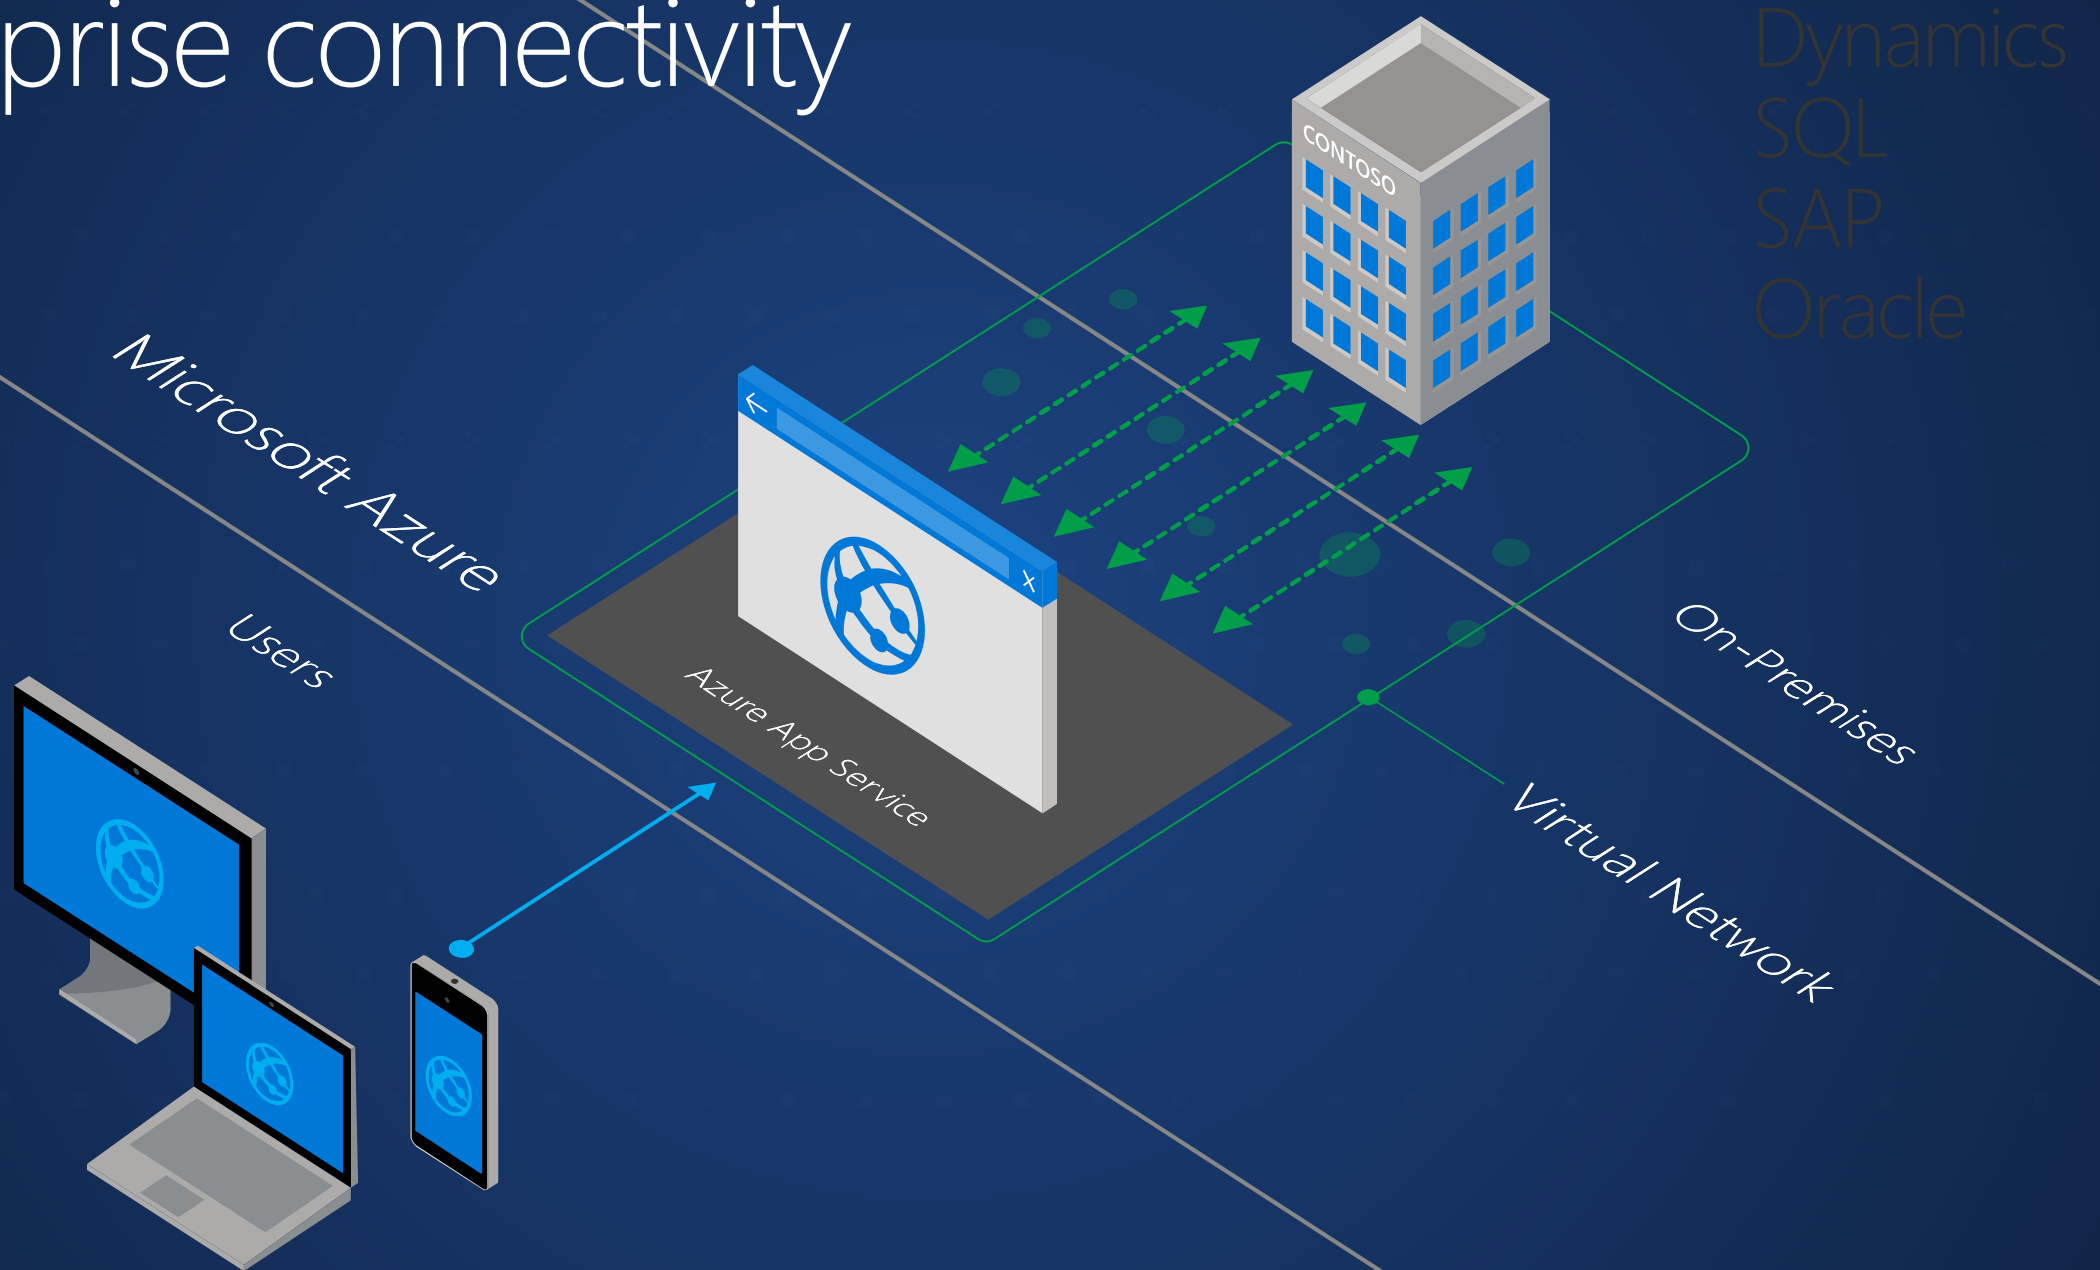 prise connectivity
Dynamics
SQL
SAP
Oracle
CONTOSO
Microsoft Azure
Users
Azure App Service
On-Premises
Virtual Network